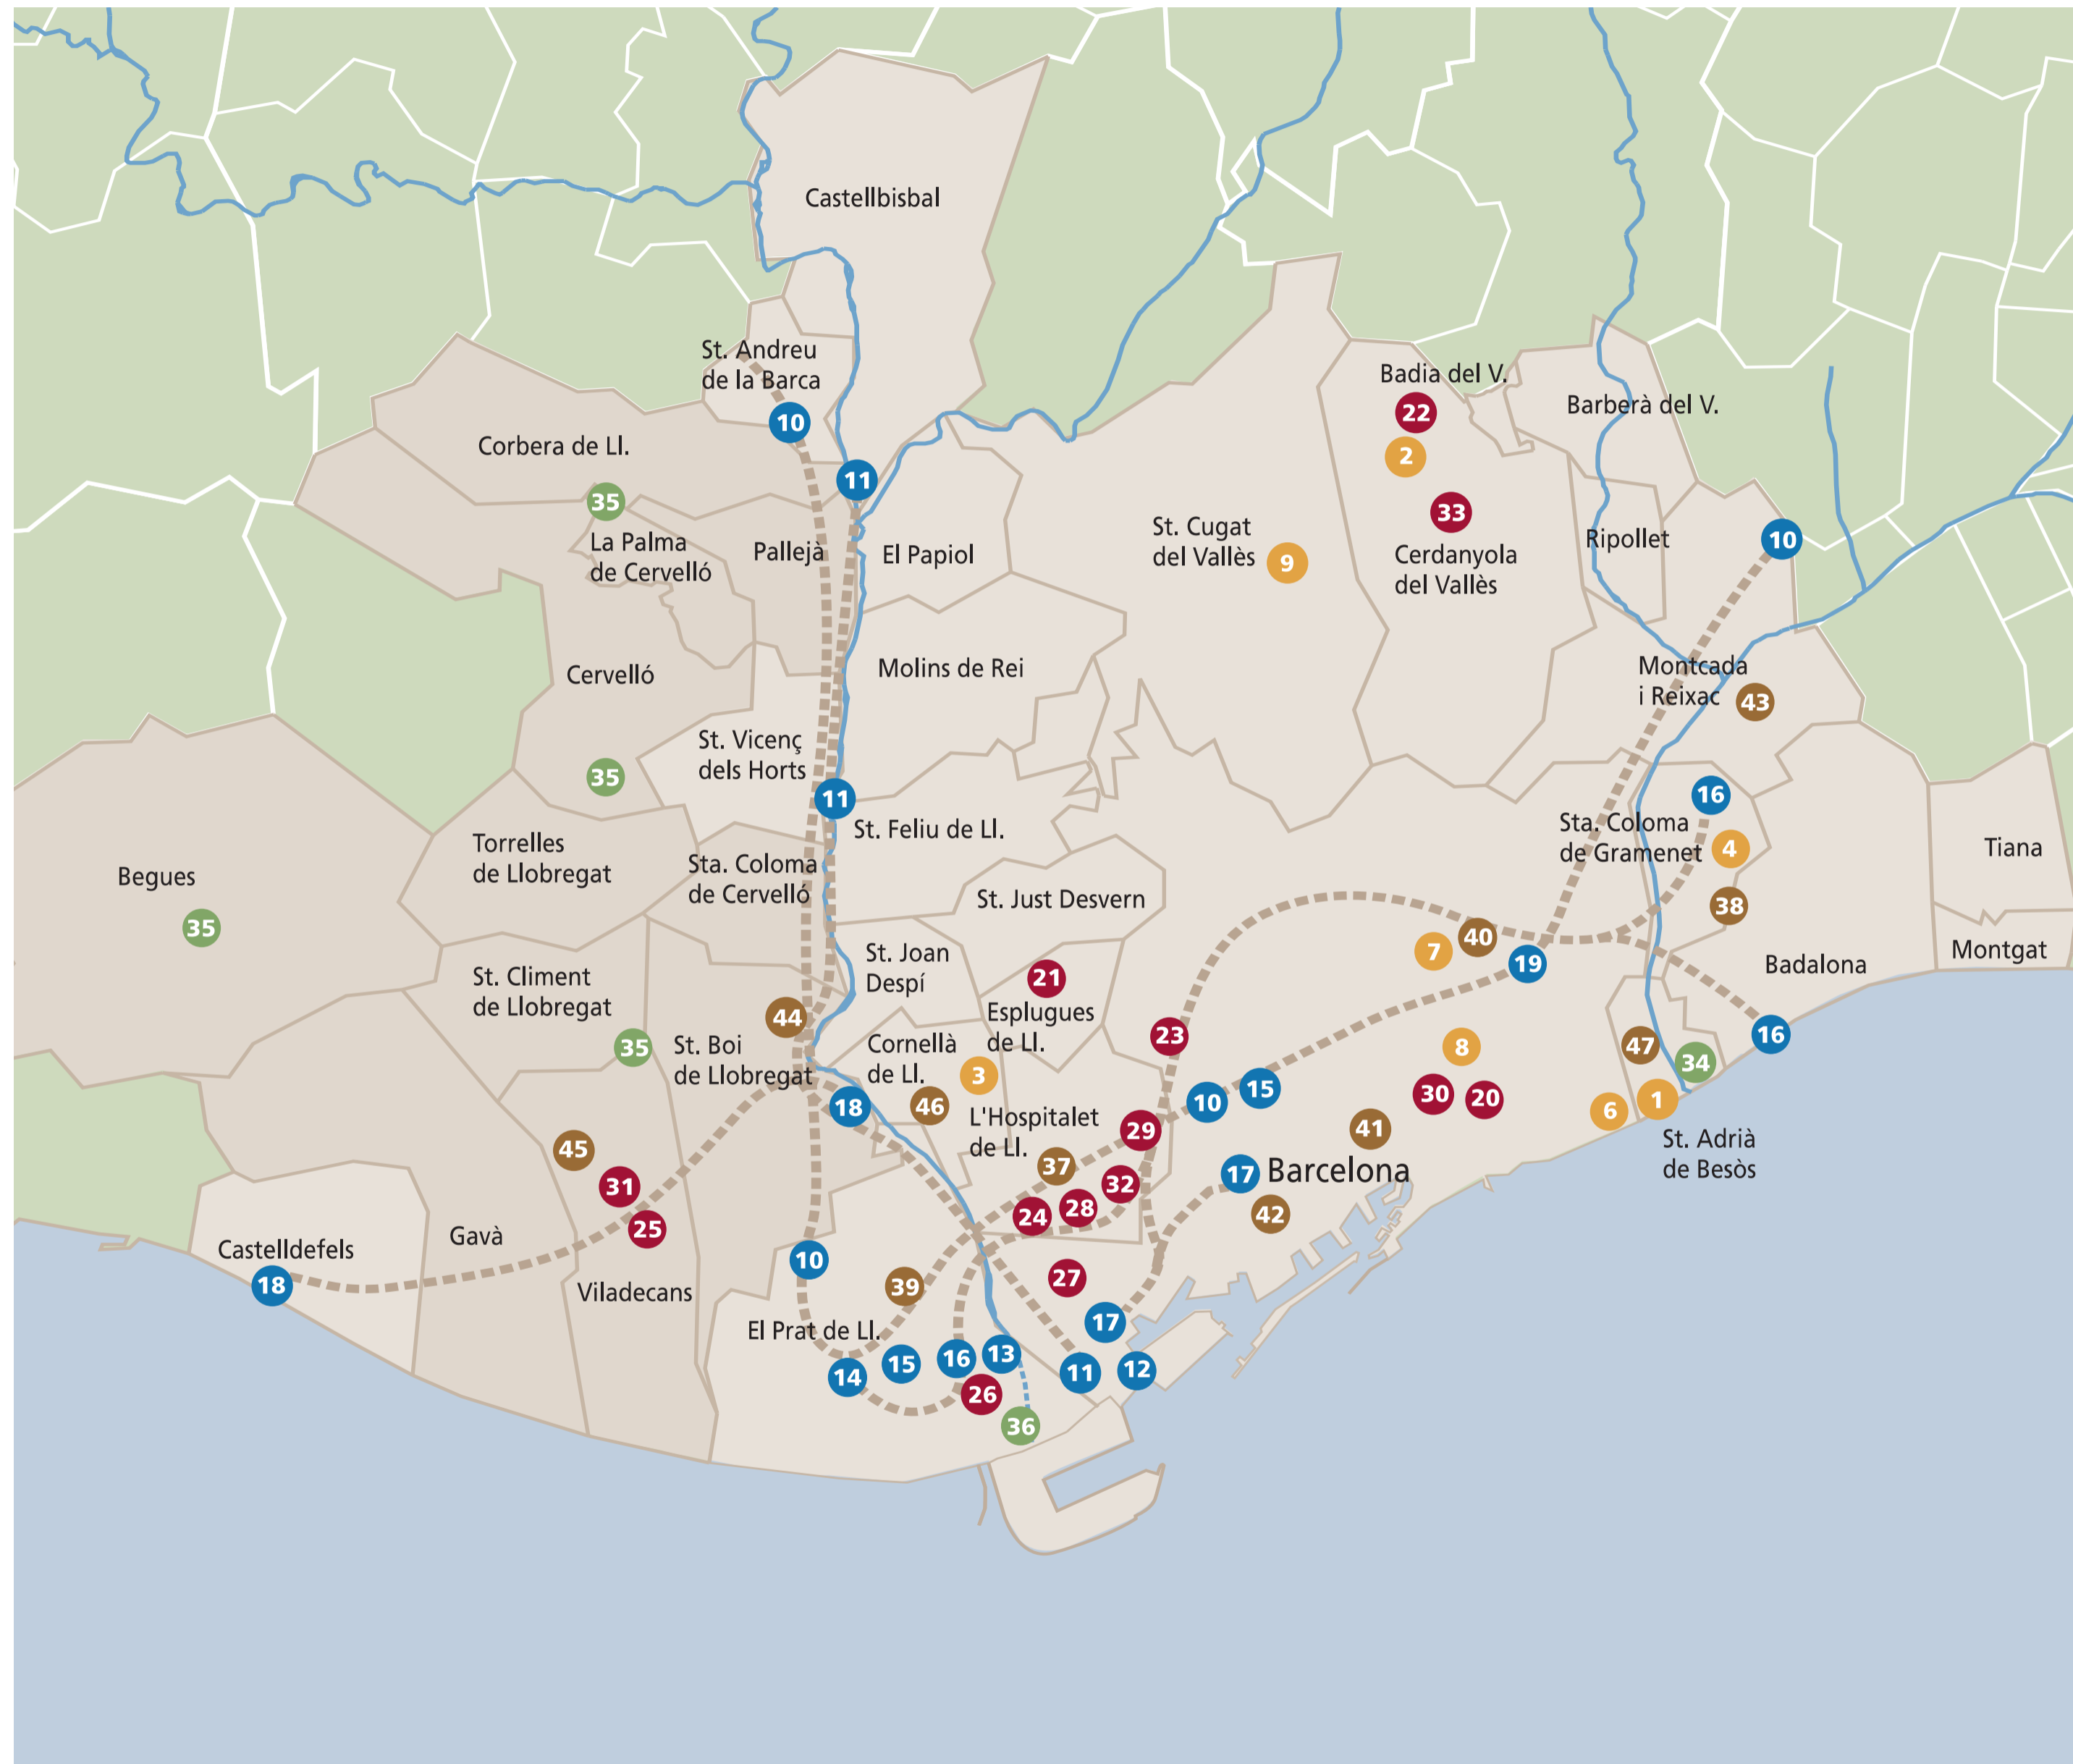 Castellbisbal
St. Andreu
de la Barca
10
Badia del V.
22
Barberà del V.
Corbera de Ll.
2
11
35
33
La Palma
de Cervelló
Pallejà
El Papiol
St. Cugat
del Vallès
9
Cerdanyola
del Vallès
Ripollet
10
Cervelló
Molins de Rei
Montcada
i Reixac
43
St. Vicenç
dels Horts
35
11
16
Torrelles
de Llobregat
St. Feliu de Ll.
Sta. Coloma
de Gramenet
4
Tiana
Begues
Sta. Coloma
de Cervelló
St. Just Desvern
38
35
40
7
19
Badalona
Montgat
St. Climent
de Llobregat
St. Joan
Despí
21
Esplugues
de Ll.
44
23
16
35
St. Boi
de Llobregat
Cornellà
de Ll.
3
8
47
34
18
46
10
15
30
20
6
1
L'Hospitalet
de Ll.
29
41
St. Adrià
de Besòs
45
37
17
Barcelona
31
32
25
24
28
42
Gavà
Castelldefels
18
10
39
27
Viladecans
El Prat de Ll.
17
14
15
16
13
11
12
26
36